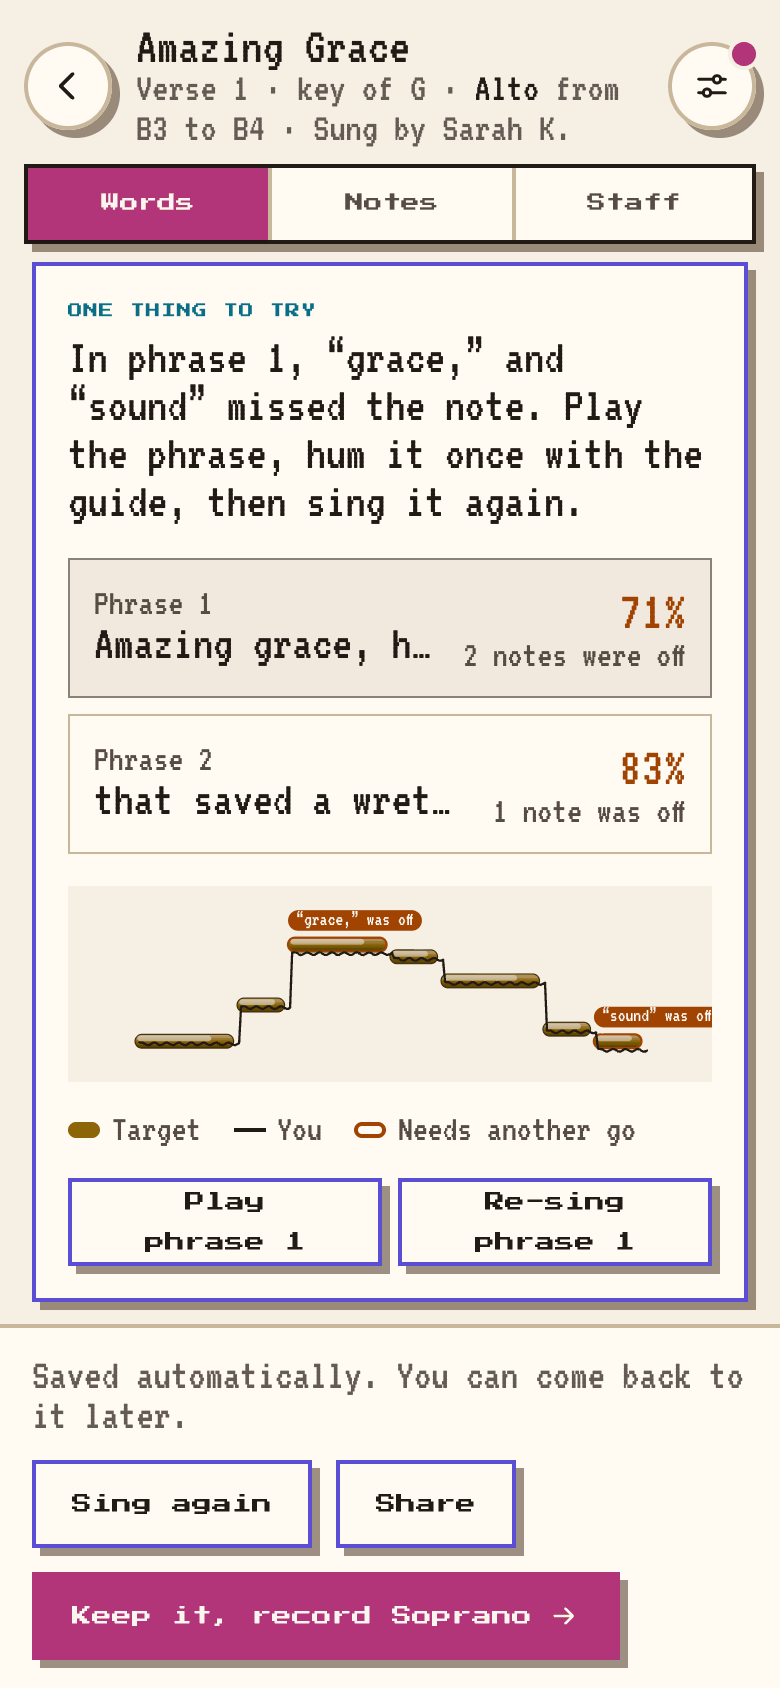 Amazing Grace
Verse 1 · key of G · Alto from
B3 to B4 · Sung by Sarah K.
Words
Notes
Staff
ONE THING TO TRY
In phrase 1, “grace,” and
“sound” missed the note. Play
the phrase, hum it once with the
guide, then sing it again.
Phrase 1
71%
Amazing grace, h…
2 notes were off
Phrase 2
83%
that saved a wret…
1 note was off
“grace,” was off
“sound” was off
Target
You
Needs another go
Play
phrase 1
Re-sing
phrase 1
Saved automatically. You can come back to
it later.
Sing again
Share
Keep it, record Soprano →